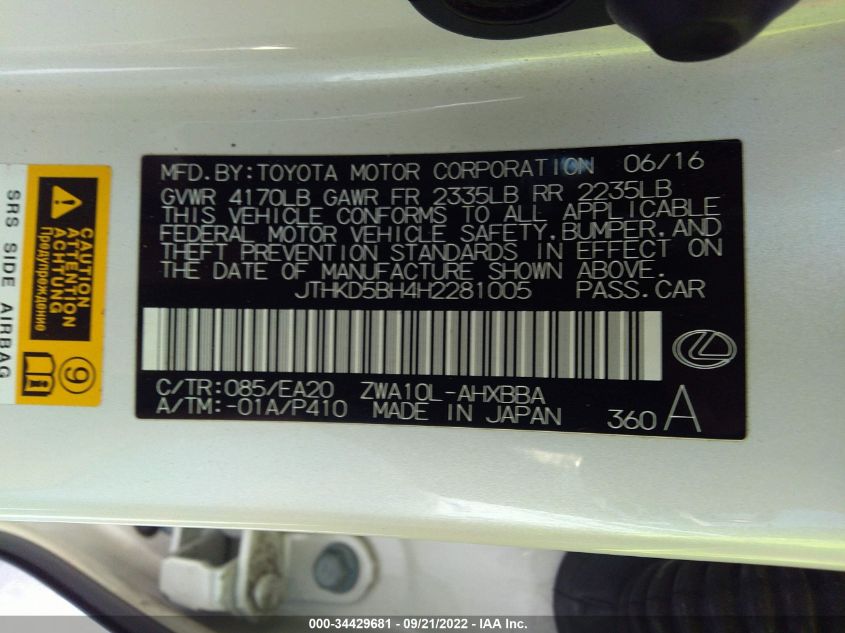 MFD.BY:TOYOTA MOTOR CORPORATION 06/16
GVWR 4170LB GAWR FR 2335LB RR 2235LB
THIS VEHICLE CONFORMS TO ALL APPLICABLE
FEDERAL MOTOR VEHICLE SAFETY,BUMPER,AND
THEFT PREVENTION STANDARDS IN EFFECT ON
THE DATE OF MANUFACTURE SHOWN ABOVE.
JTHKD5BH4H2281005 PASS.CAR
C/TR:085/EA20 ZWA10L-AHXBBA
A/TM:-01A/P410 MADE IN JAPAN 360 A
SRS SIDE AIRBAG
CAUTION
ATTENTION
ACHTUNG
Предупреждение
9
000-34429681 - 09/21/2022 - IAA Inc.